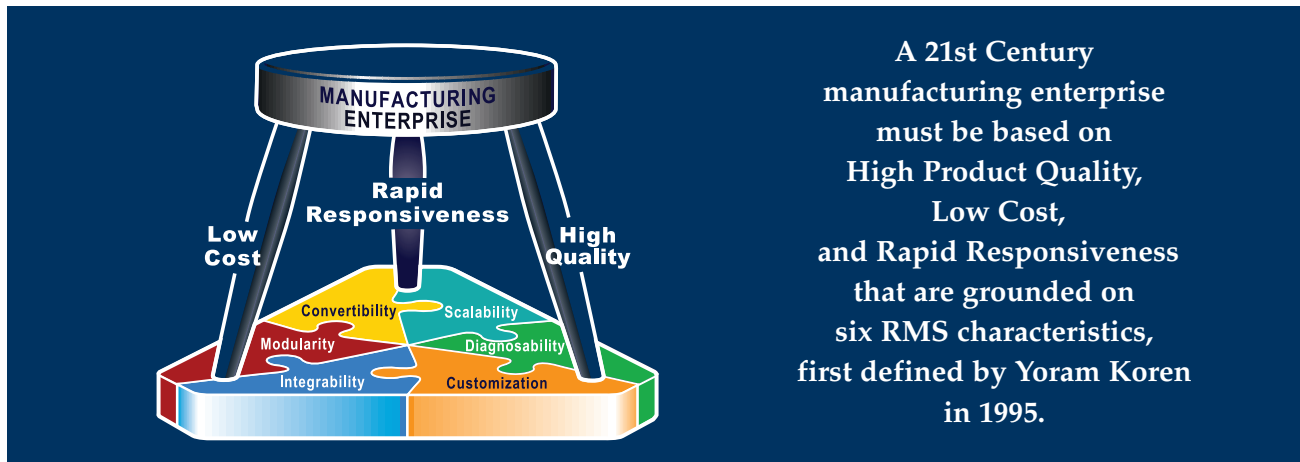 MANUFACTURING
ENTERPRISE
Rapid
Responsiveness
Low
Cost
High
Quality
Convertibility
Scalability
Modularity
Diagnosability
Integrability
Customization
A 21st Century
manufacturing enterprise
must be based on
High Product Quality,
Low Cost,
and Rapid Responsiveness
that are grounded on
six RMS characteristics,
first defined by Yoram Koren
in 1995.